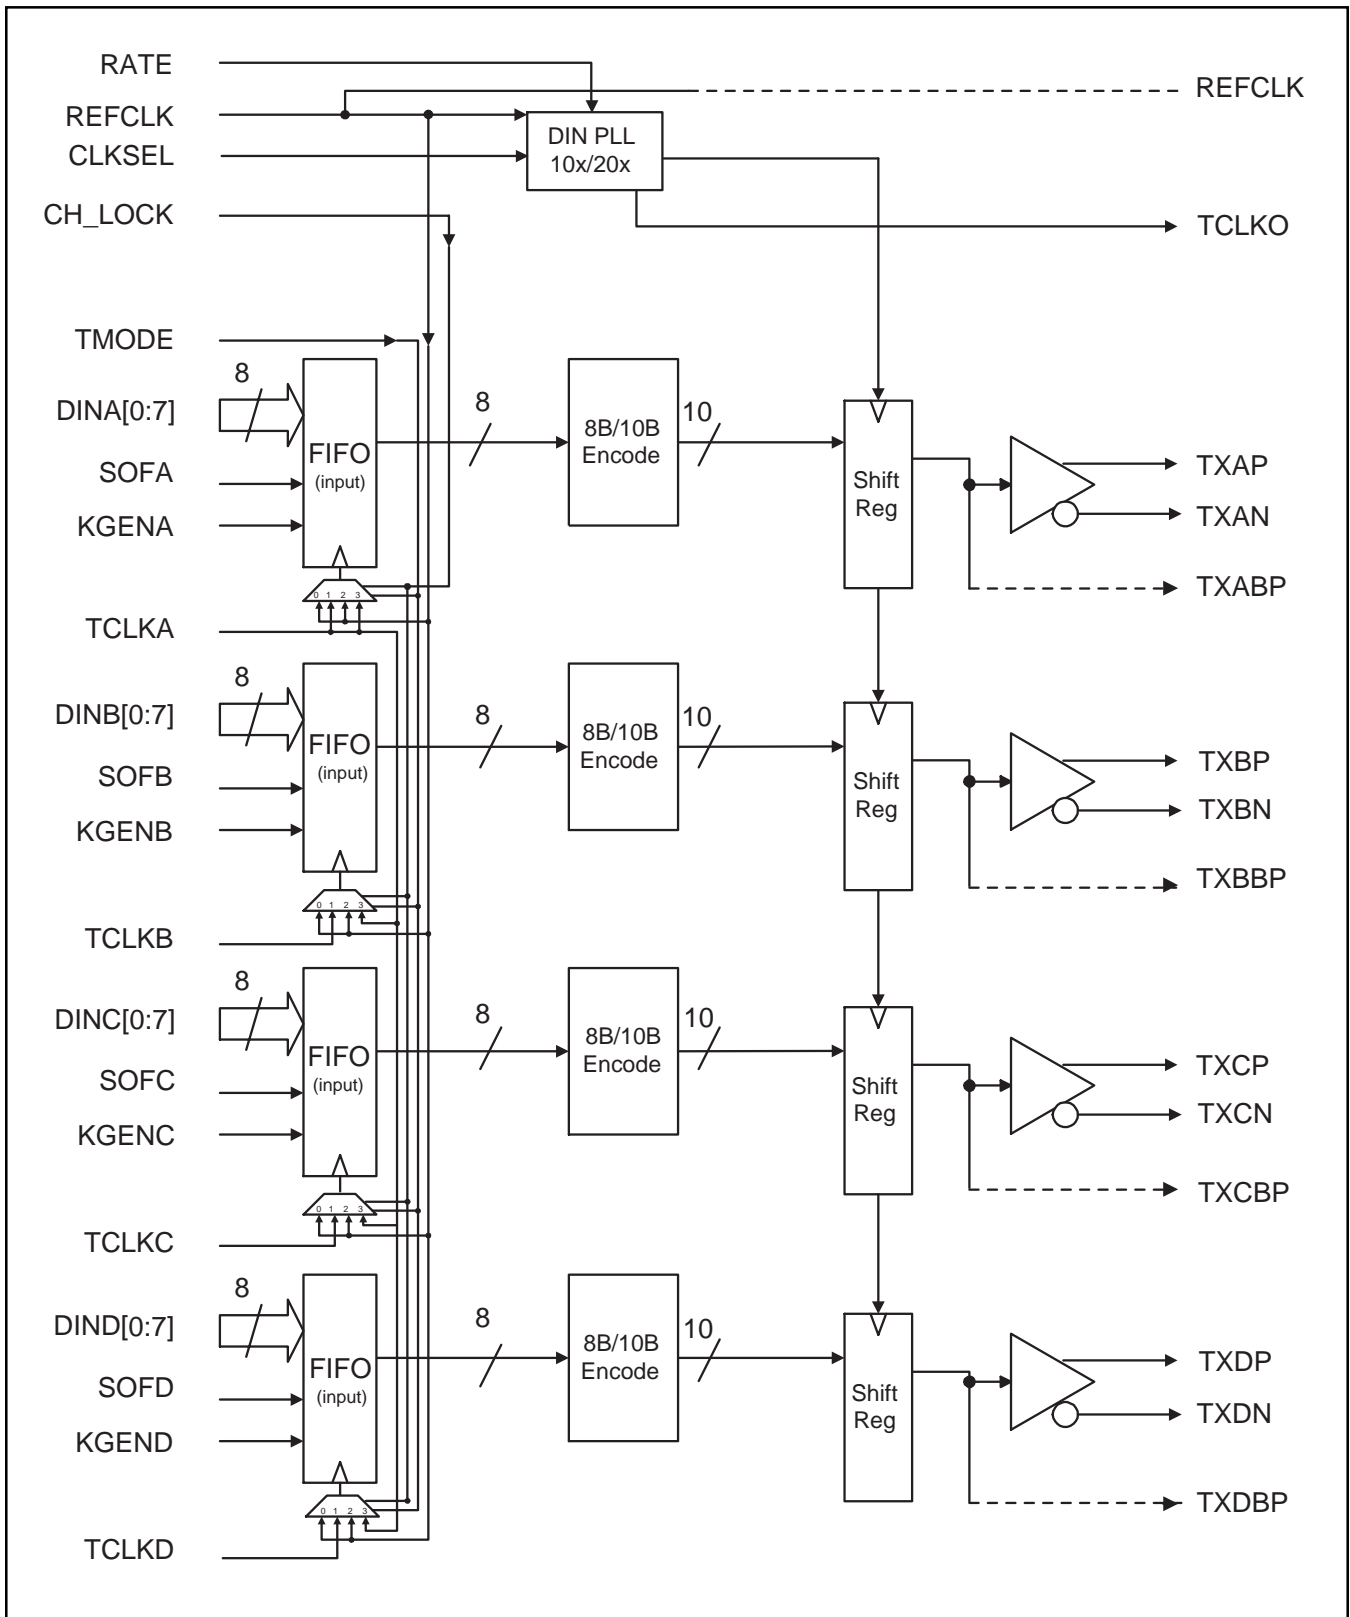 RATE
REFCLK
REFCLK
CLKSEL
DIN PLL
10x/20x
CH_LOCK
TCLKO
TMODE
8
DINA[0:7]
SOFA
KGENA
FIFO
(input)
0 1 2 3
8
8B/10B
Encode
10
Shift
Reg
TXAP
TXAN
TXABP
TCLKA
8
DINB[0:7]
SOFB
KGENB
FIFO
(input)
0 1 2 3
8
8B/10B
Encode
10
Shift
Reg
TXBP
TXBN
TXBBP
TCLKB
8
DINC[0:7]
SOFC
KGENC
FIFO
(input)
0 1 2 3
8
8B/10B
Encode
10
Shift
Reg
TXCP
TXCN
TXCBP
TCLKC
8
DIND[0:7]
SOFD
KGEND
FIFO
(input)
0 1 2 3
8
8B/10B
Encode
10
Shift
Reg
TXDP
TXDN
TXDBP
TCLKD